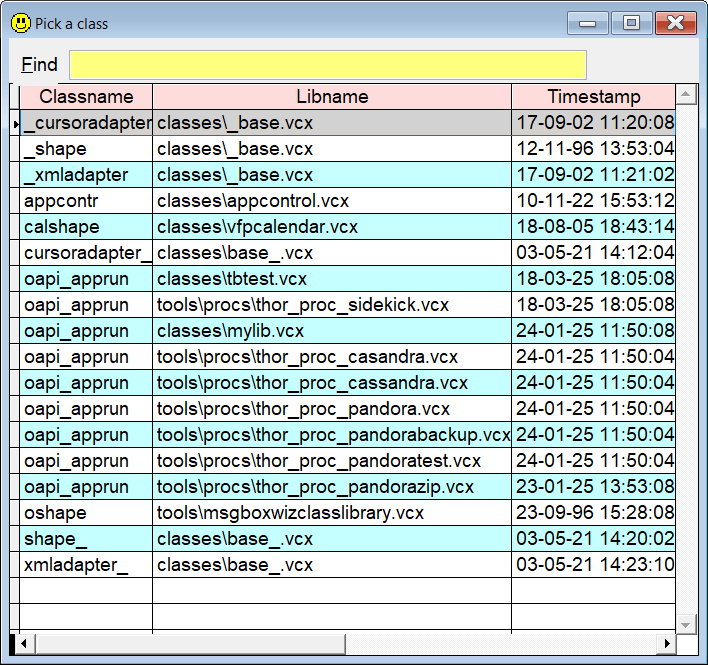 Pick a class
Find
Classname Libname Timestamp
_cursoradapter classes\_base.vcx 17-09-02 11:20:08
_shape classes\_base.vcx 12-11-96 13:53:04
_xmladapter classes\_base.vcx 17-09-02 11:21:02
appcontr classes\appcontrol.vcx 10-11-22 15:53:12
calshape classes\vfpcalendar.vcx 18-08-05 18:43:14
cursoradapter_ classes\base_.vcx 03-05-21 14:12:04
oapi_apprun classes\tbtest.vcx 18-03-25 18:05:08
oapi_apprun tools\procs\thor_proc_sidekick.vcx 18-03-25 18:05:08
oapi_apprun classes\mylib.vcx 24-01-25 11:50:08
oapi_apprun tools\procs\thor_proc_casandra.vcx 24-01-25 11:50:04
oapi_apprun tools\procs\thor_proc_cassandra.vcx 24-01-25 11:50:04
oapi_apprun tools\procs\thor_proc_pandora.vcx 24-01-25 11:50:04
oapi_apprun tools\procs\thor_proc_pandorabackup.vcx 24-01-25 11:50:04
oapi_apprun tools\procs\thor_proc_pandoratest.vcx 24-01-25 11:50:04
oapi_apprun tools\procs\thor_proc_pandorazip.vcx 23-01-25 13:53:08
oshape tools\msgboxwizclasslibrary.vcx 23-09-96 15:28:08
shape_ classes\base_.vcx 03-05-21 14:20:02
xmladapter_ classes\base_.vcx 03-05-21 14:23:10